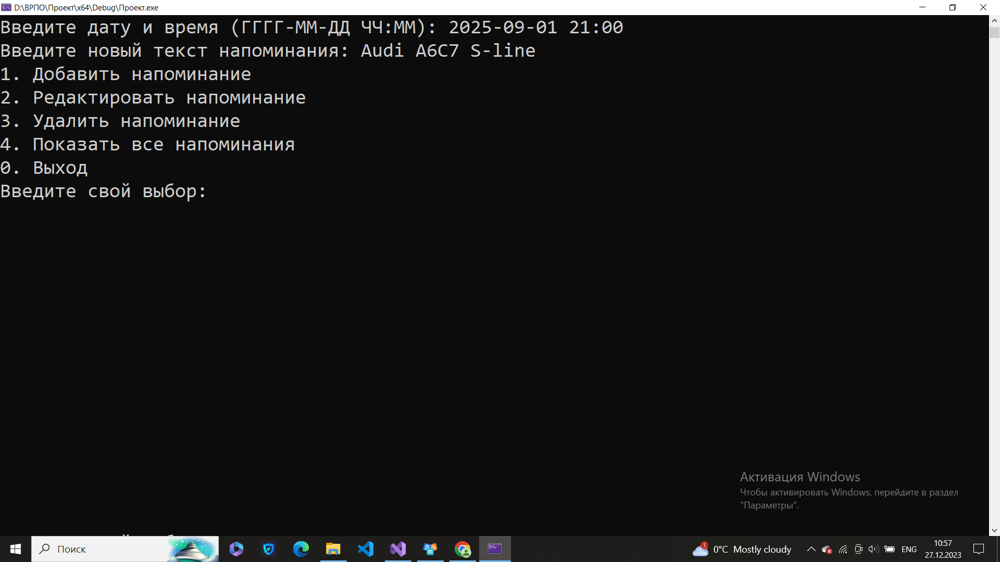 D:\ВРПО\Проект\x64\Debug\Проект.exe
Введите дату и время (ГГГГ-ММ-ДД ЧЧ:ММ): 2025-09-01 21:00
Введите новый текст напоминания: Audi A6C7 S-line
1. Добавить напоминание
2. Редактировать напоминание
3. Удалить напоминание
4. Показать все напоминания
0. Выход
Введите свой выбор:
Активация Windows
Чтобы активировать Windows, перейдите в раздел
"Параметры".
Поиск
1
0°C Mostly cloudy
ENG
10:57
27.12.2023